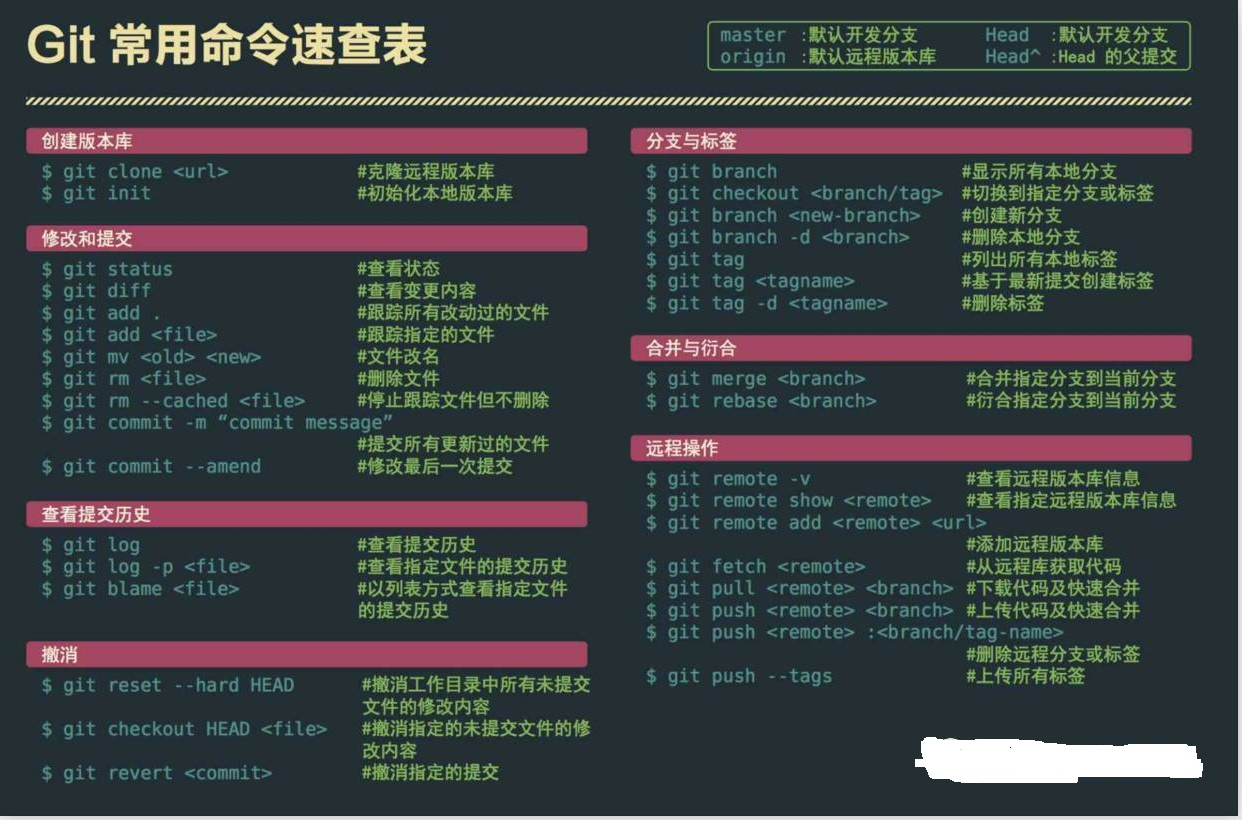 Git 常用命令速查表
master :默认开发分支 Head :默认开发分支
origin :默认远程版本库 Head^ :Head 的父提交
创建版本库
$ git clone <url> #克隆远程版本库
$ git init #初始化本地版本库
修改和提交
$ git status #查看状态
$ git diff #查看变更内容
$ git add . #跟踪所有改动过的文件
$ git add <file> #跟踪指定的文件
$ git mv <old> <new> #文件改名
$ git rm <file> #删除文件
$ git rm --cached <file> #停止跟踪文件但不删除
$ git commit -m “commit message”
#提交所有更新过的文件
$ git commit --amend #修改最后一次提交
查看提交历史
$ git log #查看提交历史
$ git log -p <file> #查看指定文件的提交历史
$ git blame <file> #以列表方式查看指定文件
的提交历史
撤消
$ git reset --hard HEAD #撤消工作目录中所有未提交
文件的修改内容
$ git checkout HEAD <file> #撤消指定的未提交文件的修
改内容
$ git revert <commit> #撤消指定的提交
分支与标签
$ git branch #显示所有本地分支
$ git checkout <branch/tag> #切换到指定分支或标签
$ git branch <new-branch> #创建新分支
$ git branch -d <branch> #删除本地分支
$ git tag #列出所有本地标签
$ git tag <tagname> #基于最新提交创建标签
$ git tag -d <tagname> #删除标签
合并与衍合
$ git merge <branch> #合并指定分支到当前分支
$ git rebase <branch> #衍合指定分支到当前分支
远程操作
$ git remote -v #查看远程版本库信息
$ git remote show <remote> #查看指定远程版本库信息
$ git remote add <remote> <url>
#添加远程版本库
$ git fetch <remote> #从远程库获取代码
$ git pull <remote> <branch> #下载代码及快速合并
$ git push <remote> <branch> #上传代码及快速合并
$ git push <remote> :<branch/tag-name>
#删除远程分支或标签
$ git push --tags #上传所有标签